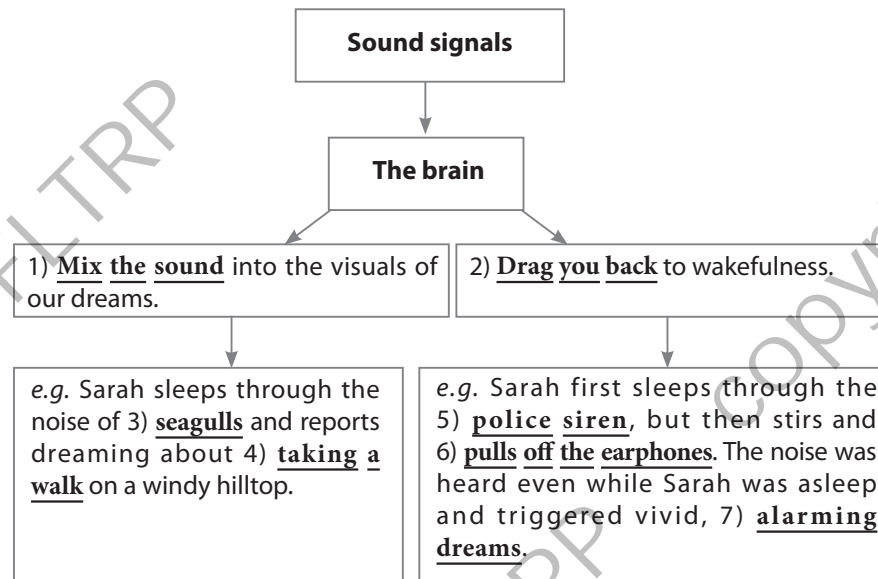 Sound signals
The brain
1) Mix the sound into the visuals of
our dreams.
2) Drag you back to wakefulness.
e.g. Sarah sleeps through the
noise of 3) seagulls and reports
dreaming about 4) taking a
walk on a windy hilltop.
e.g. Sarah first sleeps through the
5) police siren, but then stirs and
6) pulls off the earphones. The noise was
heard even while Sarah was asleep
and triggered vivid, 7) alarming
dreams.
FLTRP
copy
RP